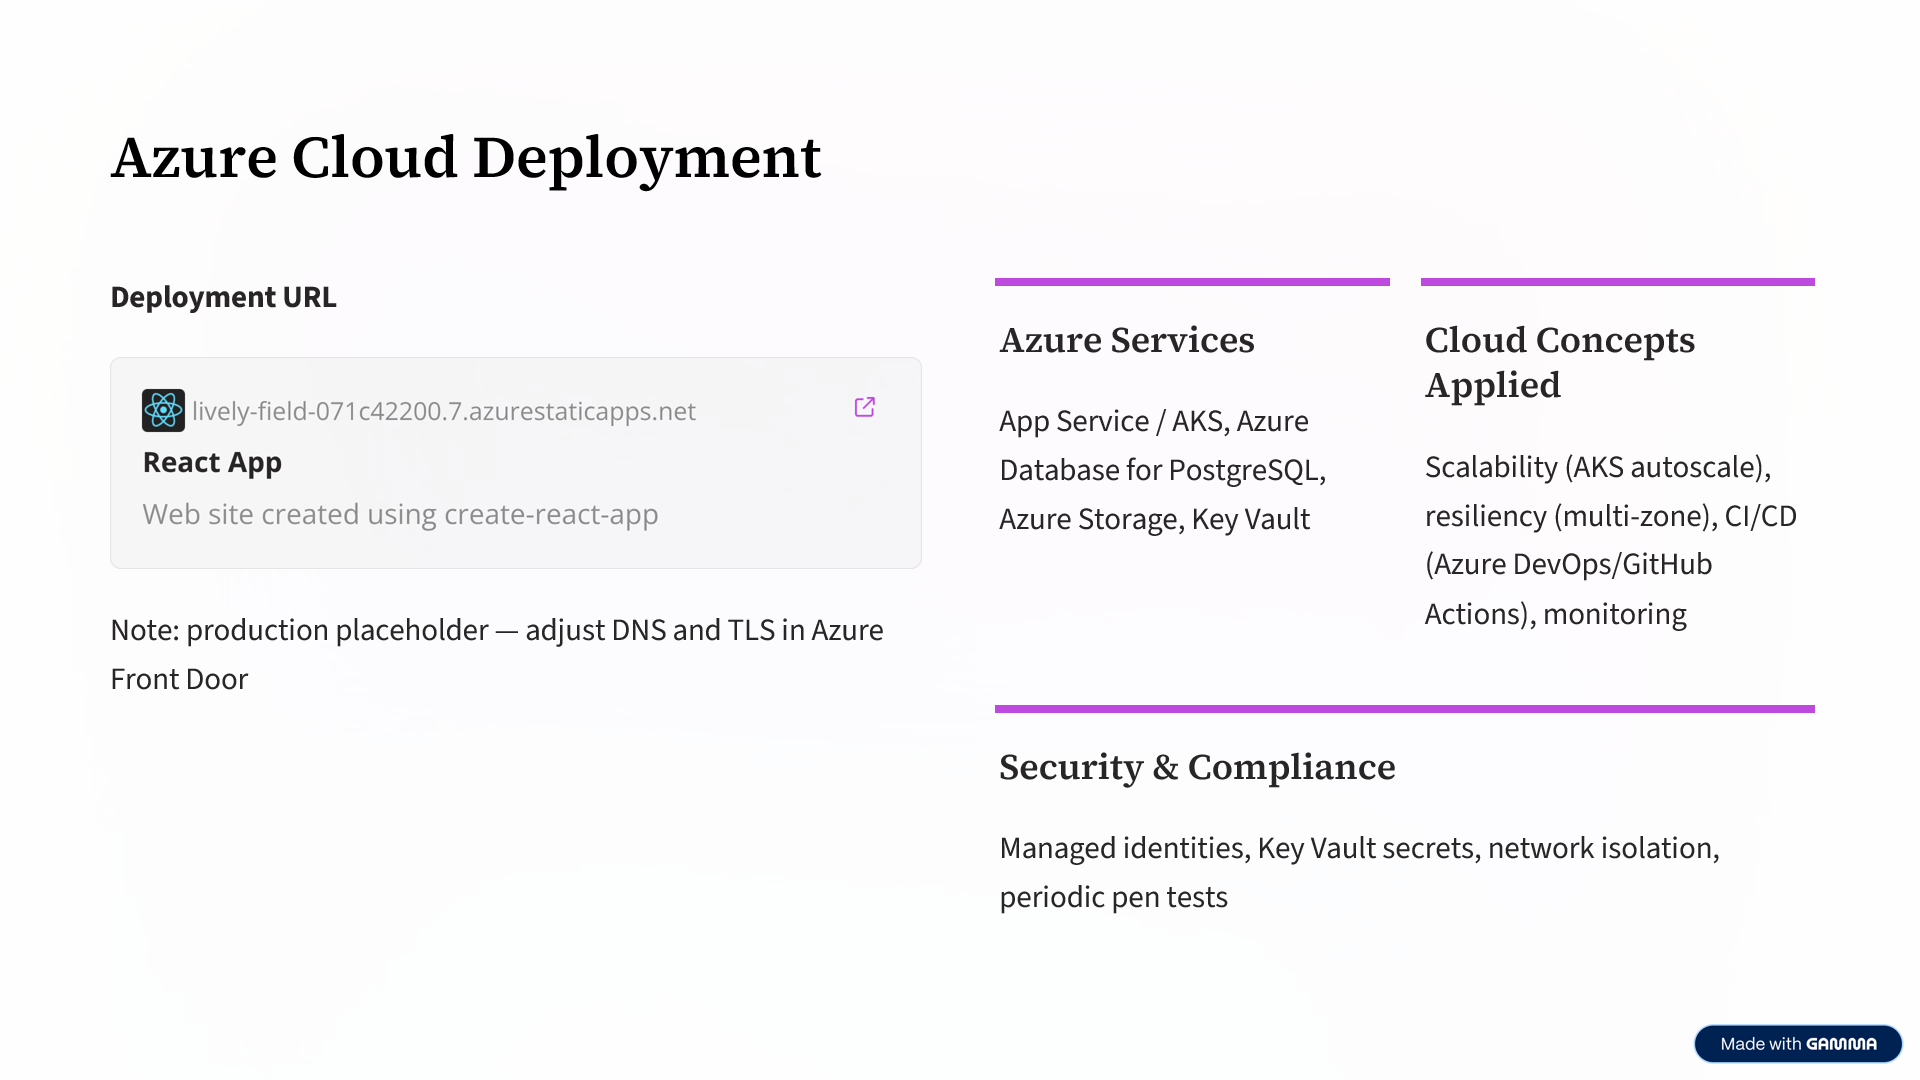 Azure Cloud Deployment
Deployment URL
lively-field-071c42200.7.azurestaticapps.net
React App
Web site created using create-react-app
Note: production placeholder — adjust DNS and TLS in Azure
Front Door
Azure Services
App Service / AKS, Azure
Database for PostgreSQL,
Azure Storage, Key Vault
Cloud Concepts
Applied
Scalability (AKS autoscale),
resiliency (multi-zone), CI/CD
(Azure DevOps/GitHub
Actions), monitoring
Security & Compliance
Managed identities, Key Vault secrets, network isolation,
periodic pen tests
Made with GAMMA